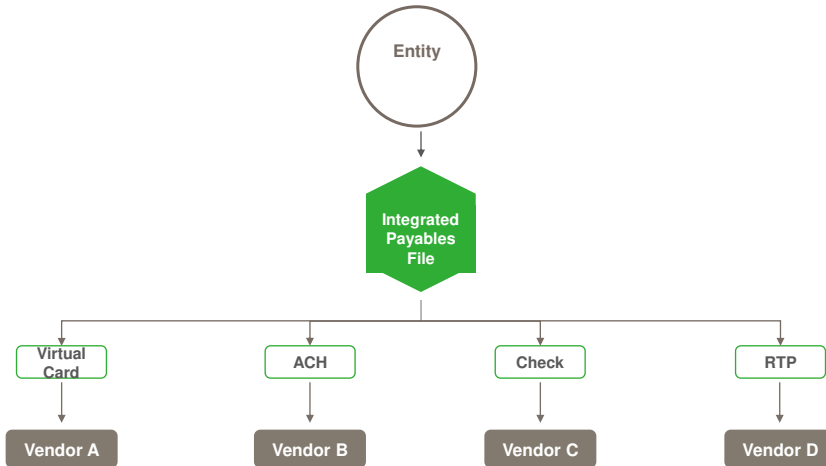 Entity
Integrated
Payables
File
Virtual
Card
ACH
Check
RTP
Vendor A
Vendor B
Vendor C
Vendor D